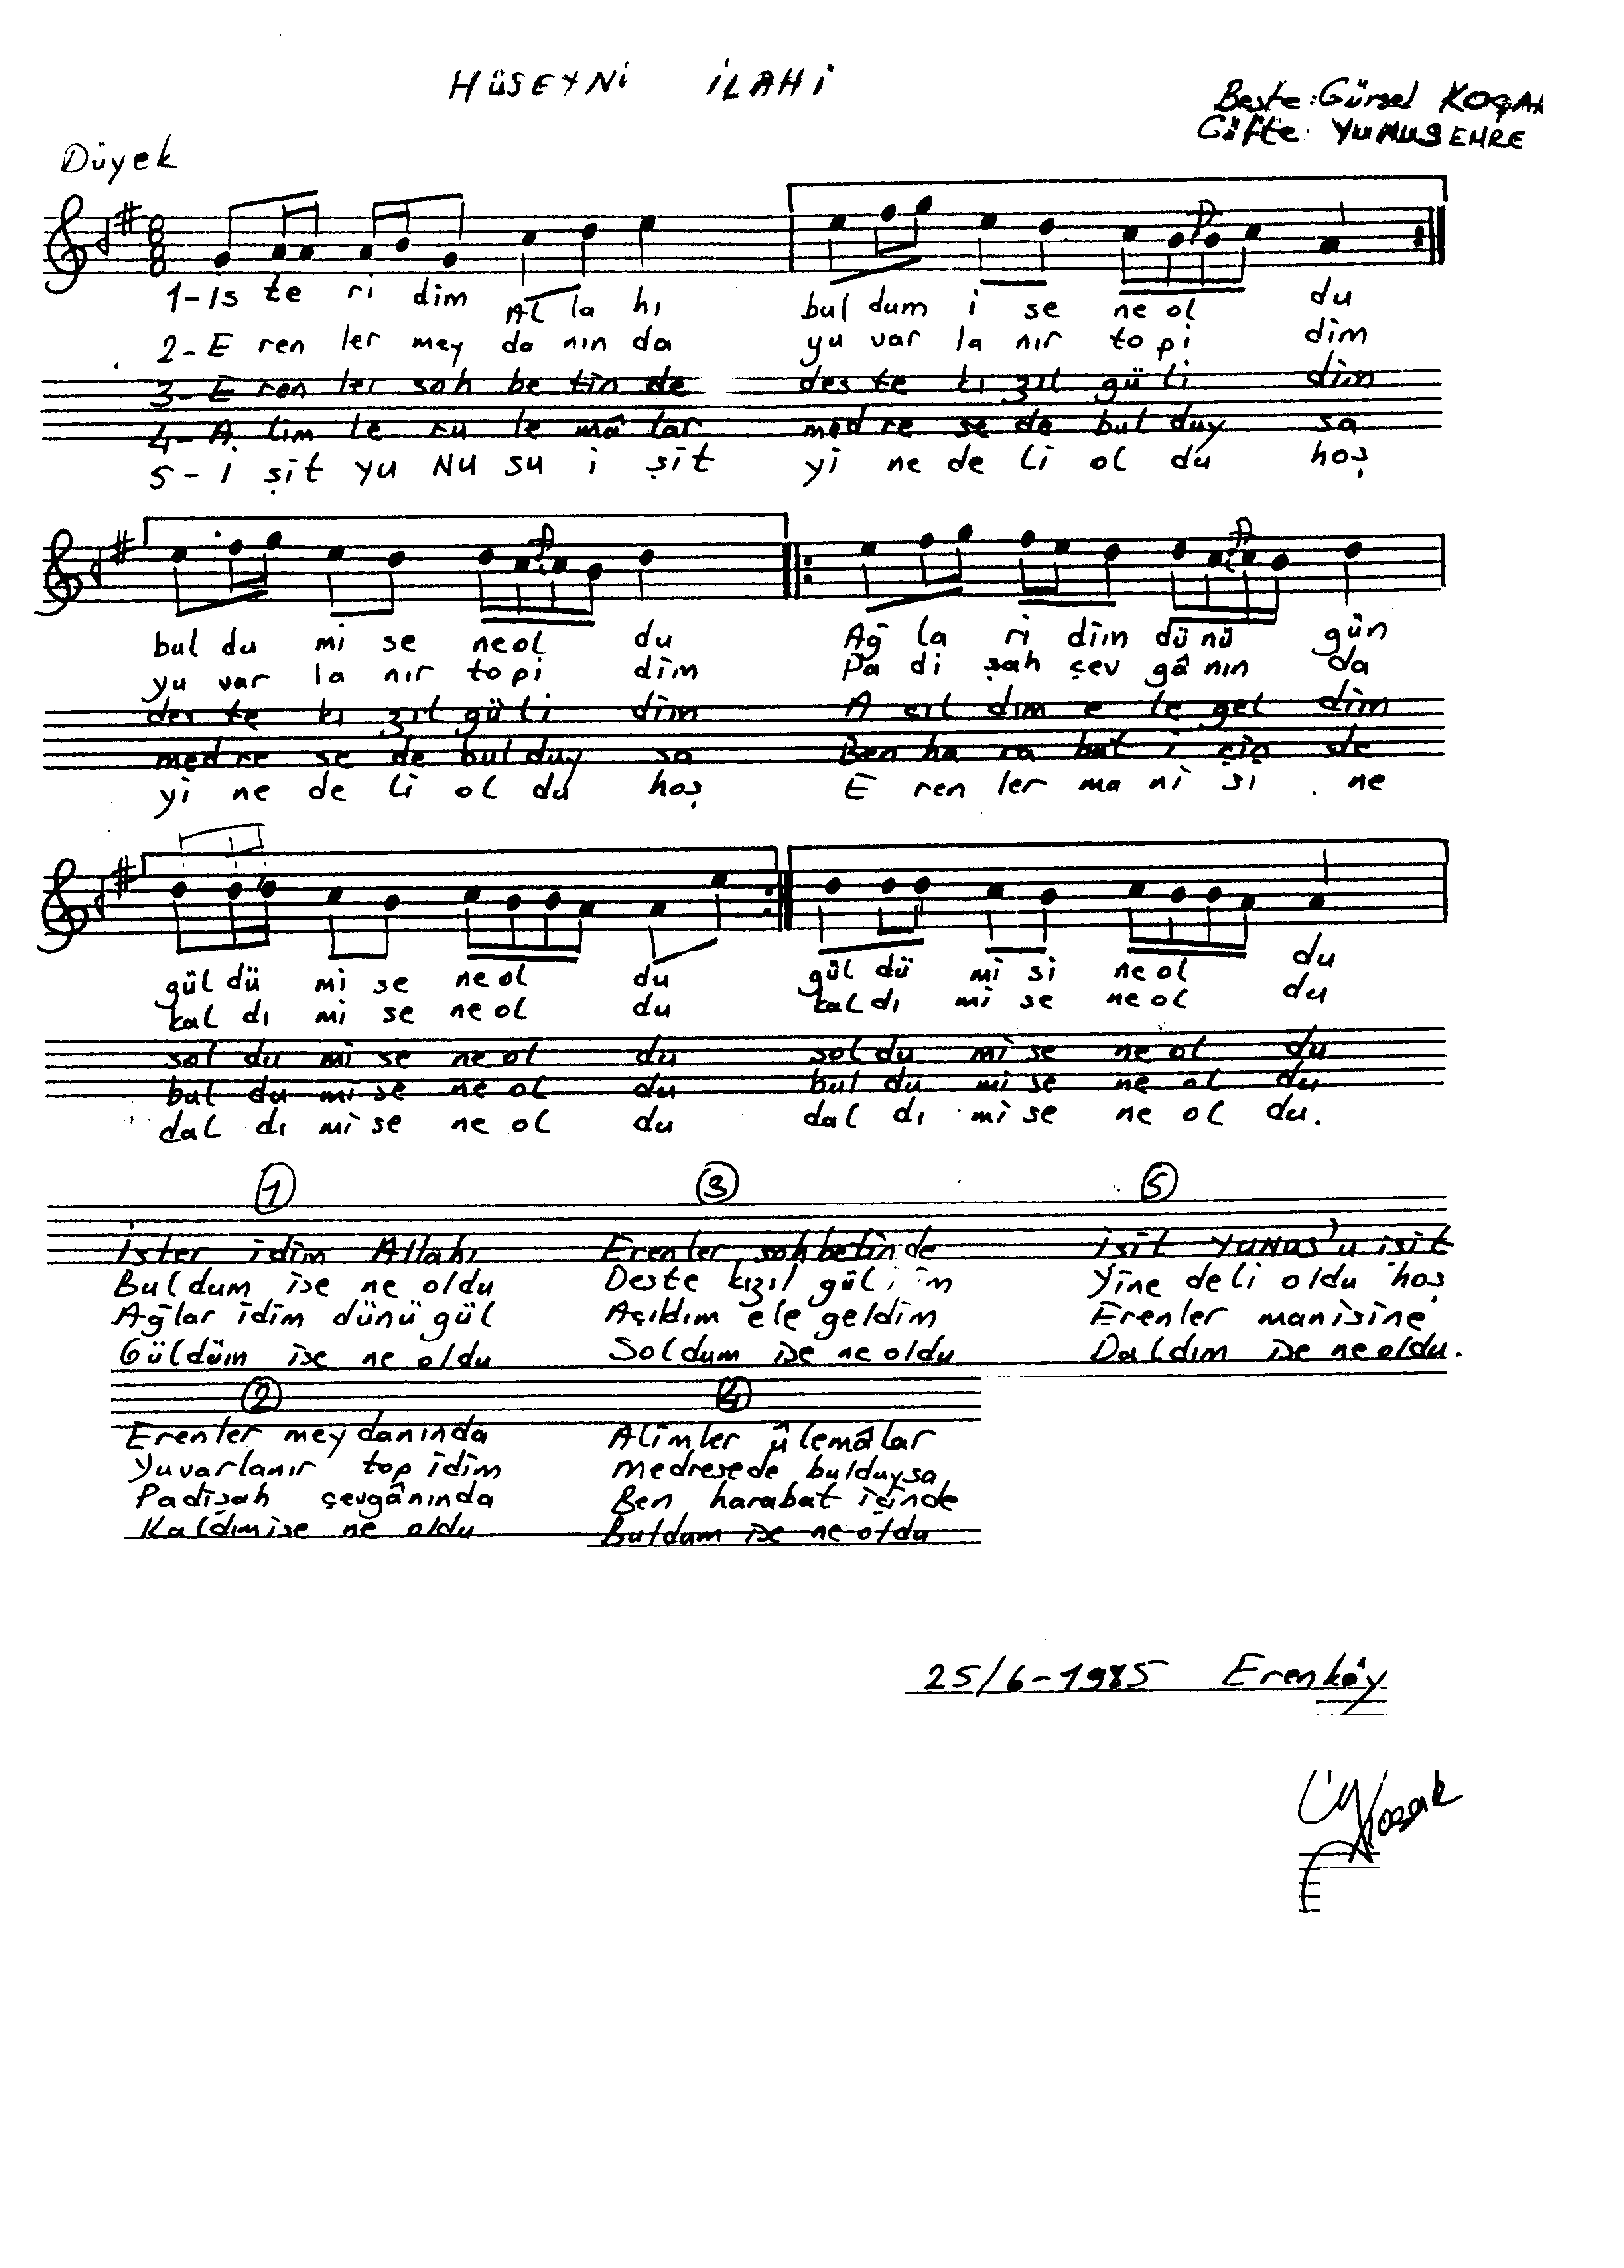 HÜSEYNİ İLAHİ
Beste: Gürsel KOÇAK
Güfte: YUNUS EMRE
Düyek
8 8
1-İs te ri dim Al la hı bul dum i se ne ol du
2-E ren ler mey da nın da yu var la nır to pi dim
3-E ren ler soh be tin de des te kı zıl gü li dim
4-A lim le ru le mâ lar med re se de bul duy sa
5-İ şit YU NU su i şit yi ne de li ol du hoş
bul du mi se ne ol du Ağ la ri dim dü nü gün
yu var la nır to pi dim Pa di şah çev gâ nın da
des te kı zıl gü li dim A çıl dım e le gel dim
med re se de bul duy sa Ben ha ra bat i çin de
yi ne de li ol du hoş E ren ler ma ni si ne
gül dü mi se ne ol du gül dü mi si ne ol du
kal dı mi se ne ol du kal dı mi se ne ol du
sol du mi se ne ol du sol du mi se ne ol du
bul du mi se ne ol du bul du mi se ne ol du
dal dı mi se ne ol du dal dı mi se ne ol du.
1
İster idim Allahı
Buldum ise ne oldu
Ağlar idim dünü gül
Güldüm ise ne oldu
2
Erenler meydanında
Yuvarlanır top idim
Padişah çevgânında
Kaldımise ne oldu
3
Erenler sohbetinde
Deste kızıl gül im
Açıldım ele geldim
Soldum ise ne oldu
4
Alimler ûlemâlar
Medresede bulduysa
Ben harabat içinde
Buldum ise ne oldu
5
işit YUNUS'u işit
Yine deli oldu hoş
Erenler manisine
Daldım ise ne oldu.
25/6-1985 Erenköy
Koçak